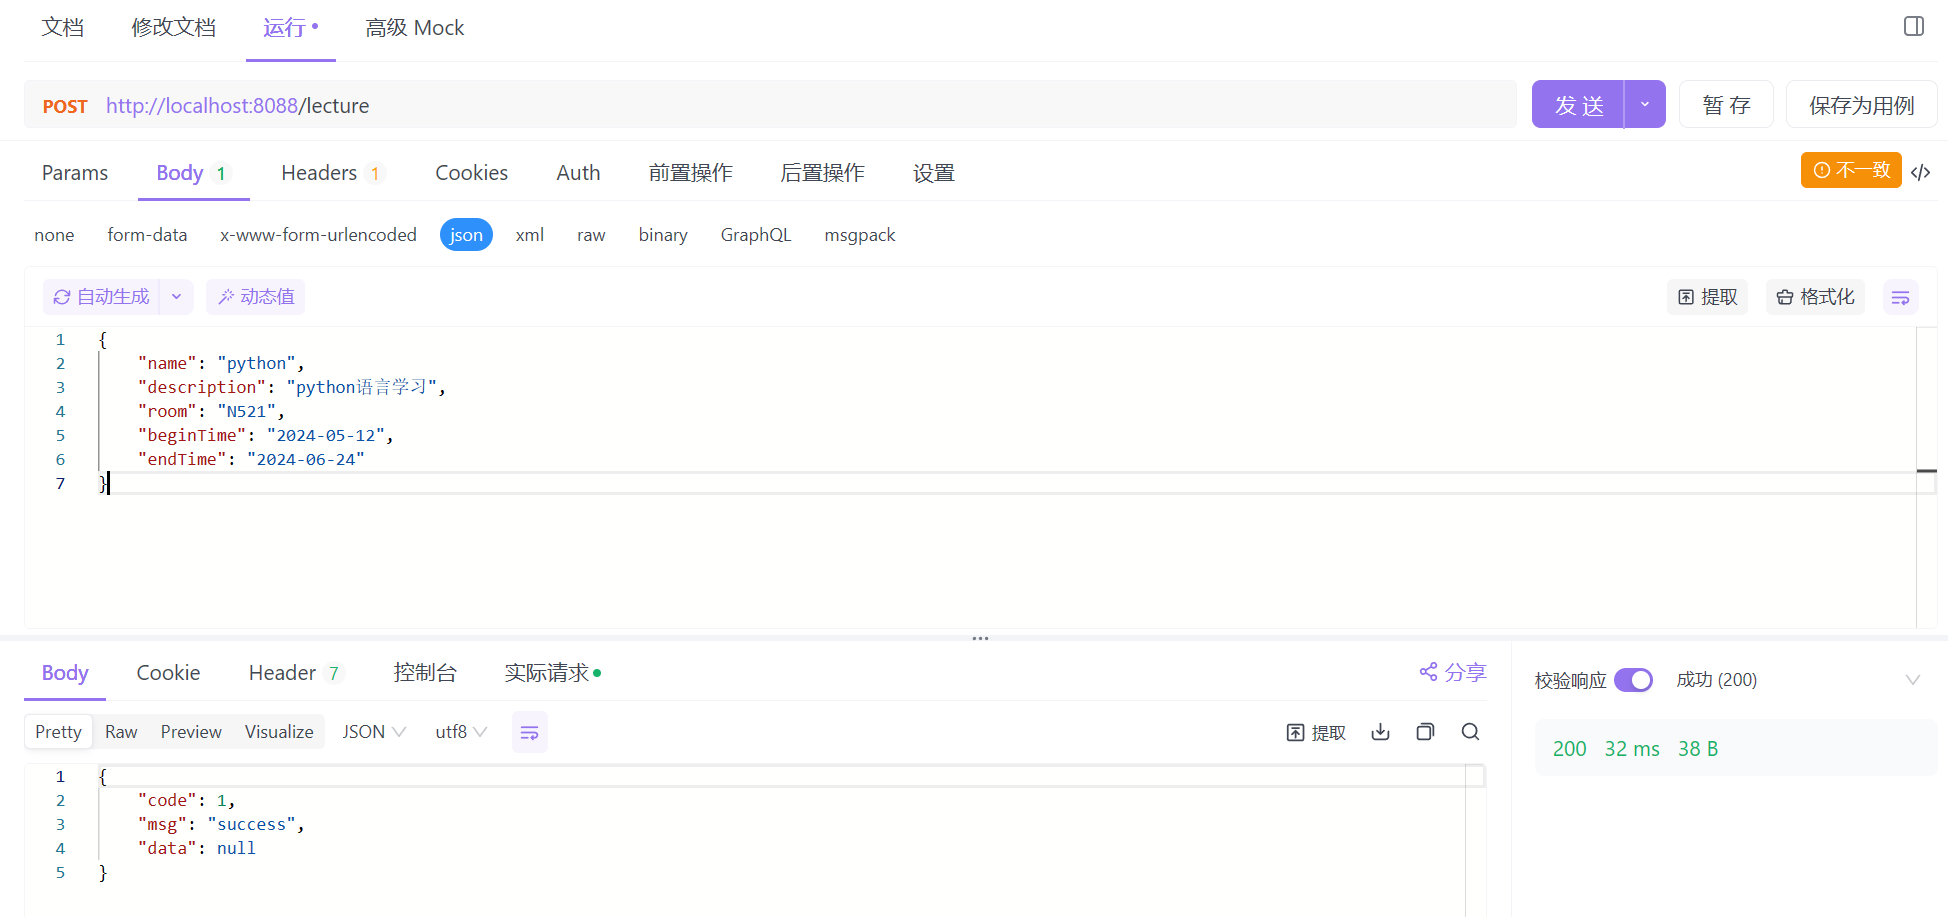 文档 修改文档 运行 高级 Mock
POST http://localhost:8088/lecture 发 送 暂 存 保存为用例
Params Body 1 Headers 1 Cookies Auth 前置操作 后置操作 设置 不一致 </>
none form-data x-www-form-urlencoded json xml raw binary GraphQL msgpack
自动生成 动态值 提取 格式化
1 {
2 "name": "python",
3 "description": "python语言学习",
4 "room": "N521",
5 "beginTime": "2024-05-12",
6 "endTime": "2024-06-24"
7 }
Body Cookie Header 7 控制台 实际请求 分享 校验响应 成功 (200)
Pretty Raw Preview Visualize JSON utf8 提取
200 32 ms 38 B
1 {
2 "code": 1,
3 "msg": "success",
4 "data": null
5 }